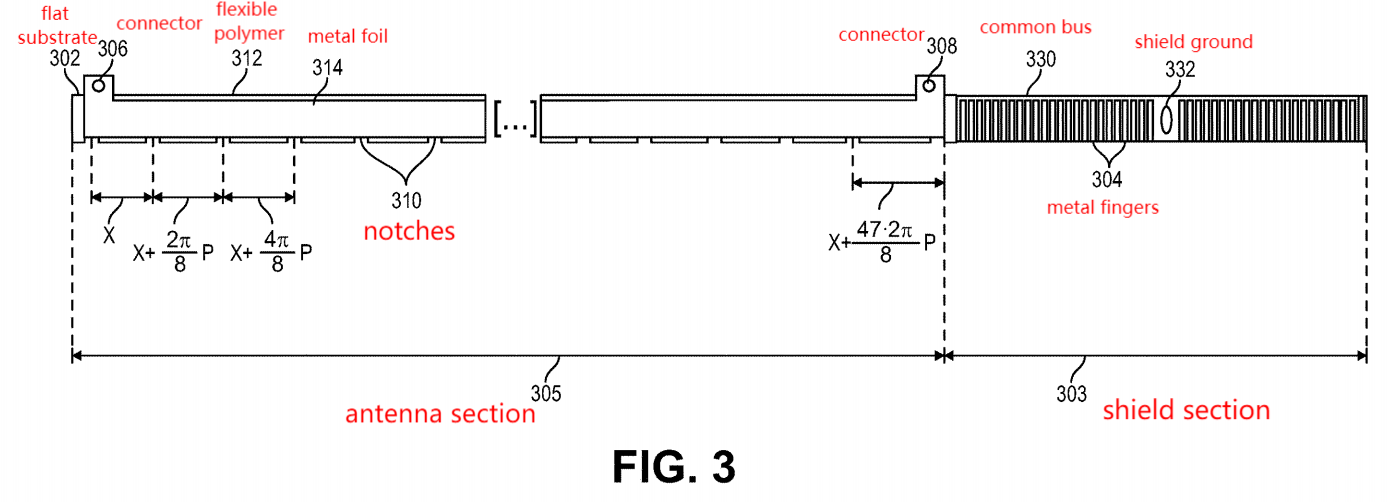 flat
substrate
302
connector
306
flexible
polymer
312
metal foil
314
connector
308
common bus
330
shield ground
332
[...]
310
notches
304
metal fingers
X
X+ 2π/8 P
X+ 4π/8 P
X+ 47·2π/8 P
305
antenna section
303
shield section
FIG. 3